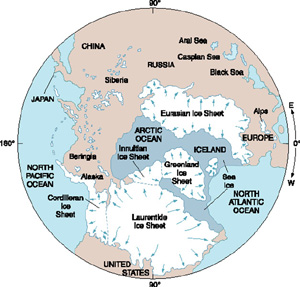 90°
Aral Sea
CHINA
Caspian Sea
RUSSIA
Black Sea
Siberia
JAPAN
Eurasian Ice Sheet
Alps
E
ARCTIC
OCEAN
EUROPE
180°
Innuitian
Ice Sheet
ICELAND
0°
NORTH
PACIFIC
OCEAN
Beringia
Greenland
Ice
Sheet
Sea
Ice
W
Alaska
Cordilleran
Ice
Sheet
NORTH
ATLANTIC
OCEAN
Laurentide
Ice Sheet
UNITED
STATES
90°